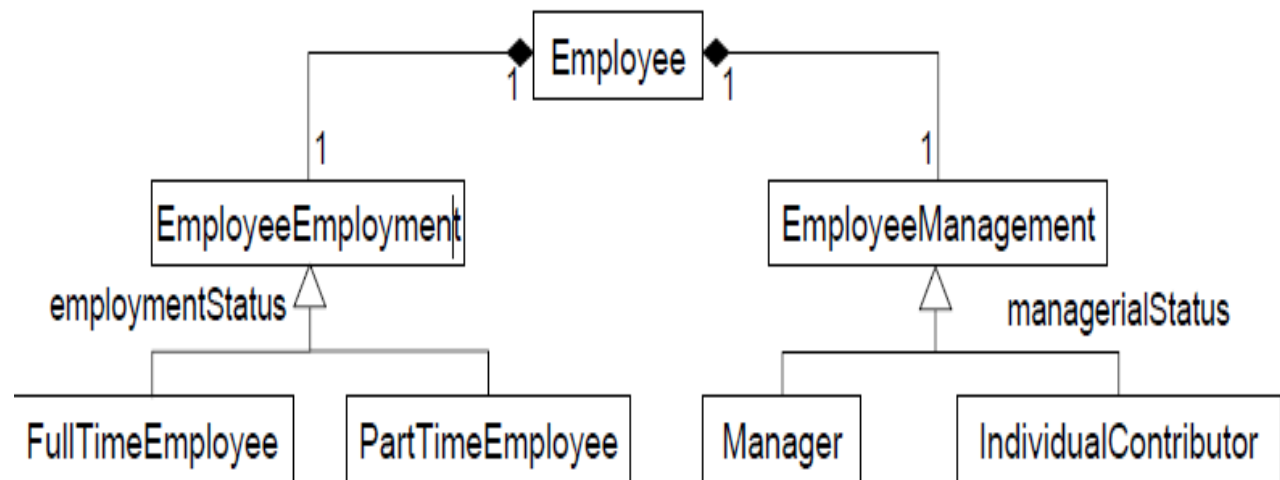 Employee
1 1
1 1
EmployeeEmployment EmployeeManagement
employmentStatus managerialStatus
FullTimeEmployee PartTimeEmployee Manager IndividualContributor